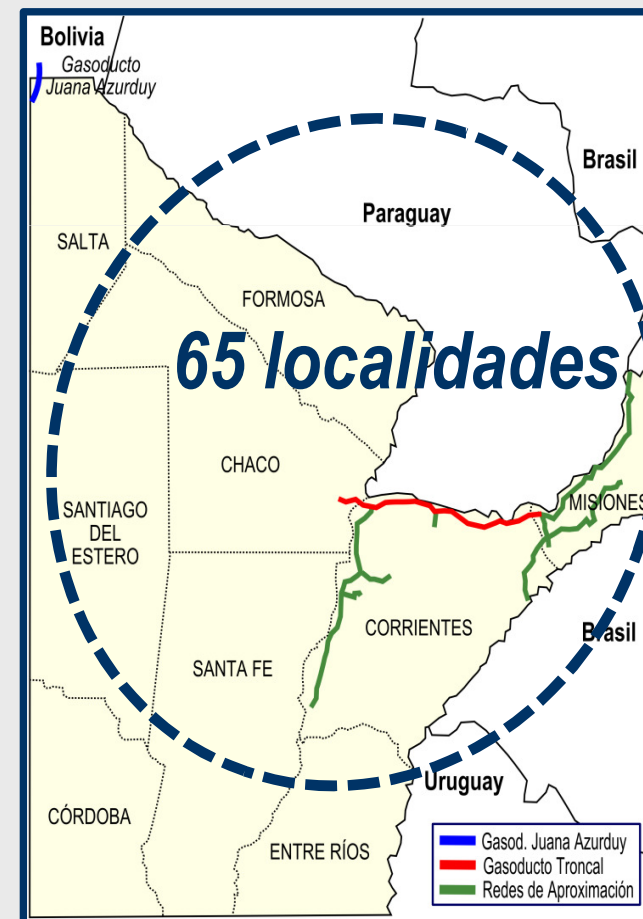 Bolivia
Gasoducto
Juana Azurduy
Brasil
Paraguay
SALTA
FORMOSA
65 localidades
CHACO
MISIONES
SANTIAGO
DEL
ESTERO
CORRIENTES
Brasil
SANTA FE
Uruguay
CÓRDOBA
ENTRE RÍOS
Gasod. Juana Azurduy
Gasoducto Troncal
Redes de Aproximación